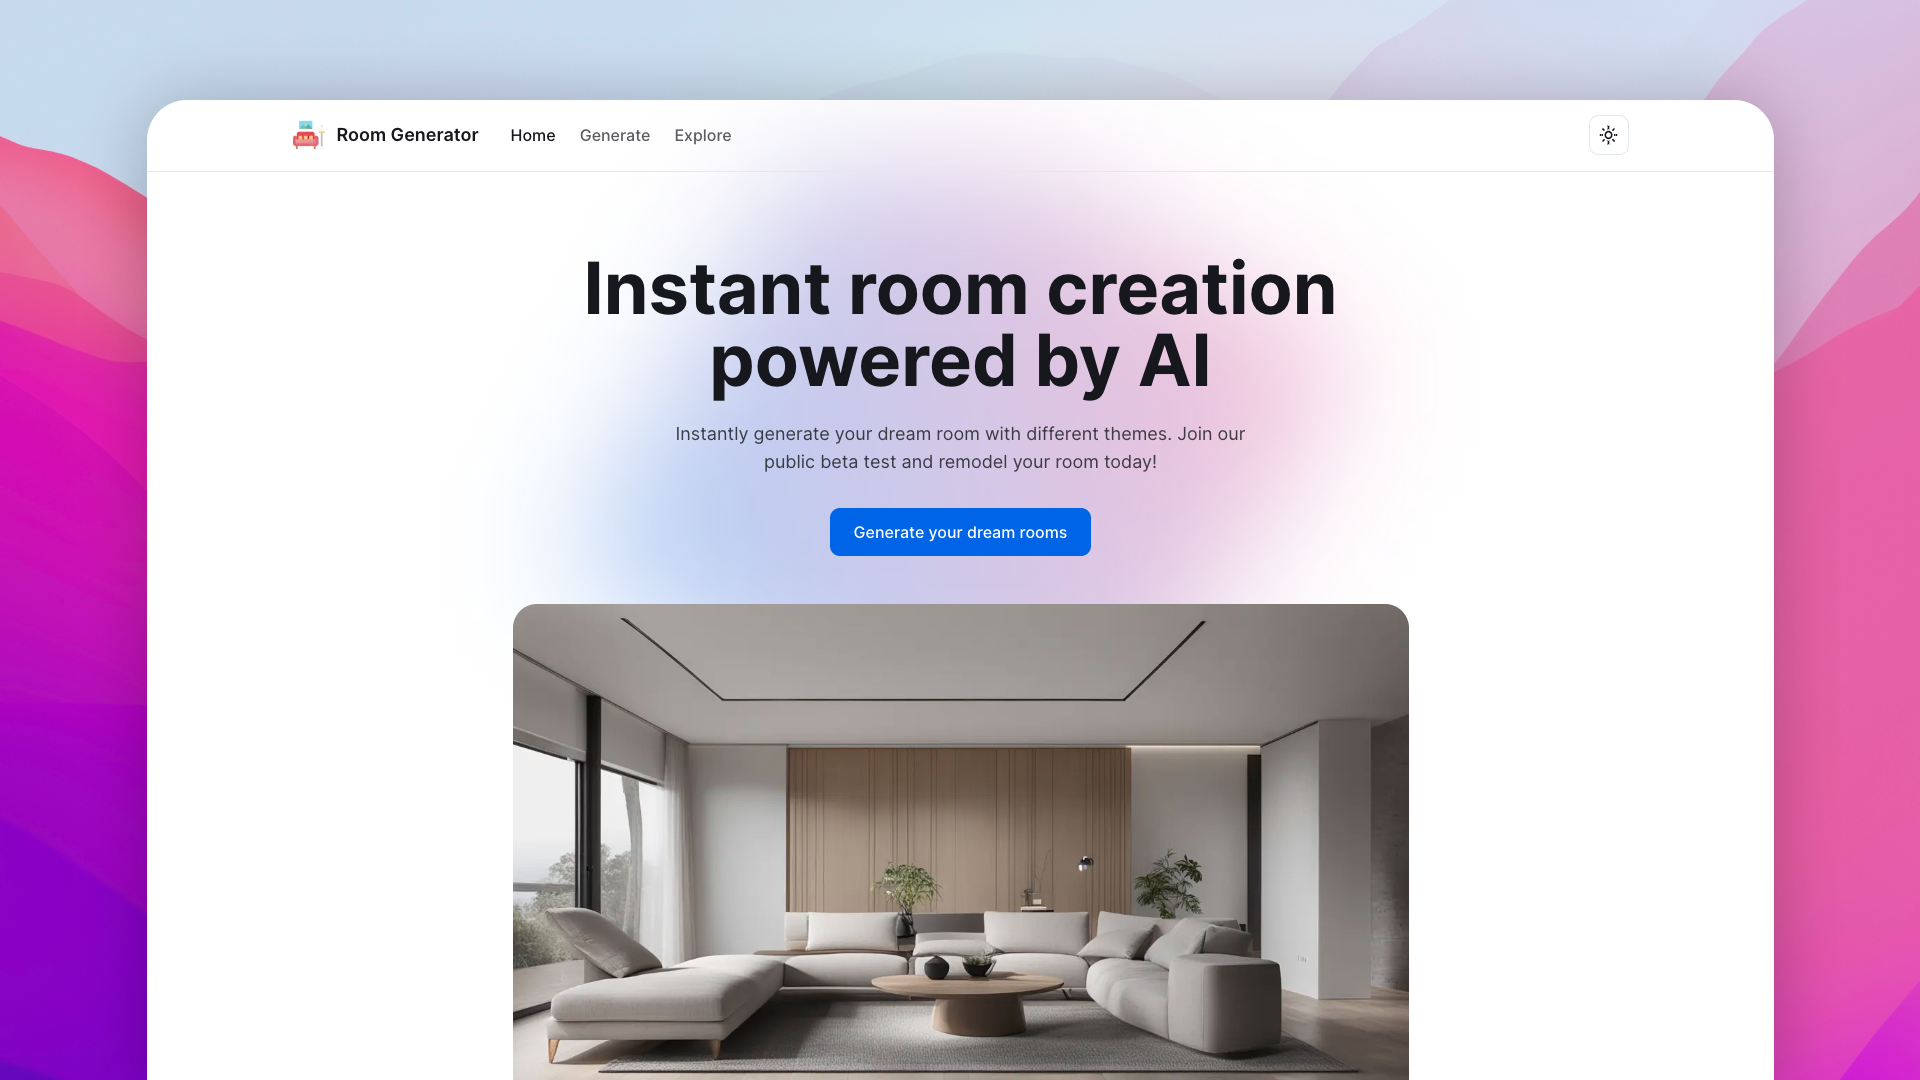 Room Generator
Home
Generate
Explore
Instant room creation
powered by AI
Instantly generate your dream room with different themes. Join our
public beta test and remodel your room today!
Generate your dream rooms